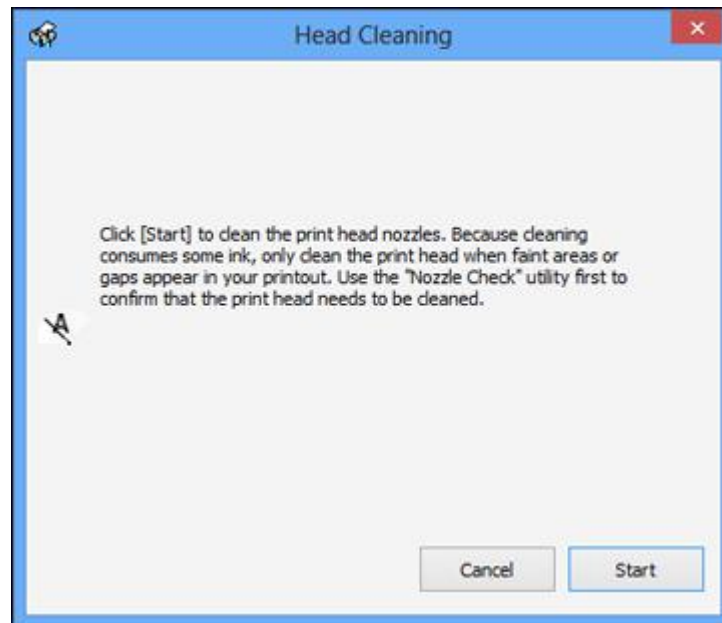 Head Cleaning
Click [Start] to clean the print head nozzles. Because cleaning
consumes some ink, only clean the print head when faint areas or
gaps appear in your printout. Use the "Nozzle Check" utility first to
confirm that the print head needs to be cleaned.
A
Cancel
Start